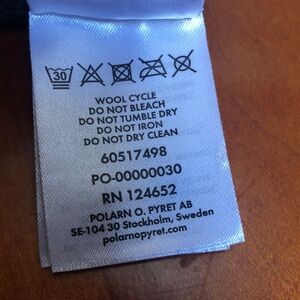 30
WOOL CYCLE
DO NOT BLEACH
DO NOT TUMBLE DRY
DO NOT IRON
DO NOT DRY CLEAN
60517498
PO-00000030
RN 124652
POLARN O. PYRET AB
SE-104 30 Stockholm, Sweden
polarnopyret.com